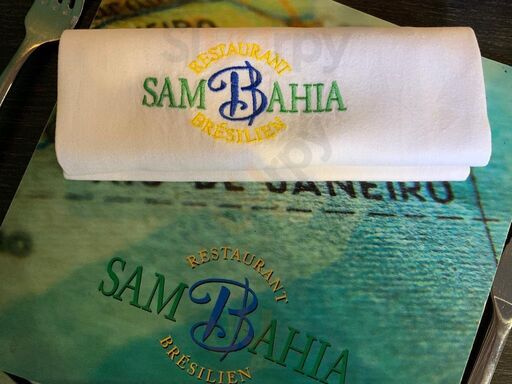 RESTAURANT
SAMBAHIA
BRÉSILIEN
RIO DE JANEIRO
RESTAURANT
SAMBAHIA
BRÉSILIEN